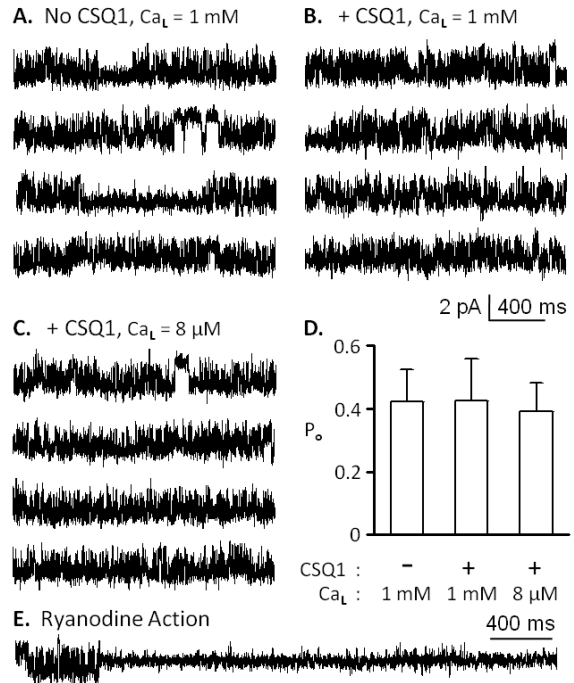 A. No CSQ1, CaL = 1 mM
B. + CSQ1, CaL = 1 mM
2 pA 400 ms
C. + CSQ1, CaL = 8 µM
D.
0.6
0.4
Po
0.2
0
CSQ1 : - + +
CaL : 1 mM 1 mM 8 µM
E. Ryanodine Action
400 ms